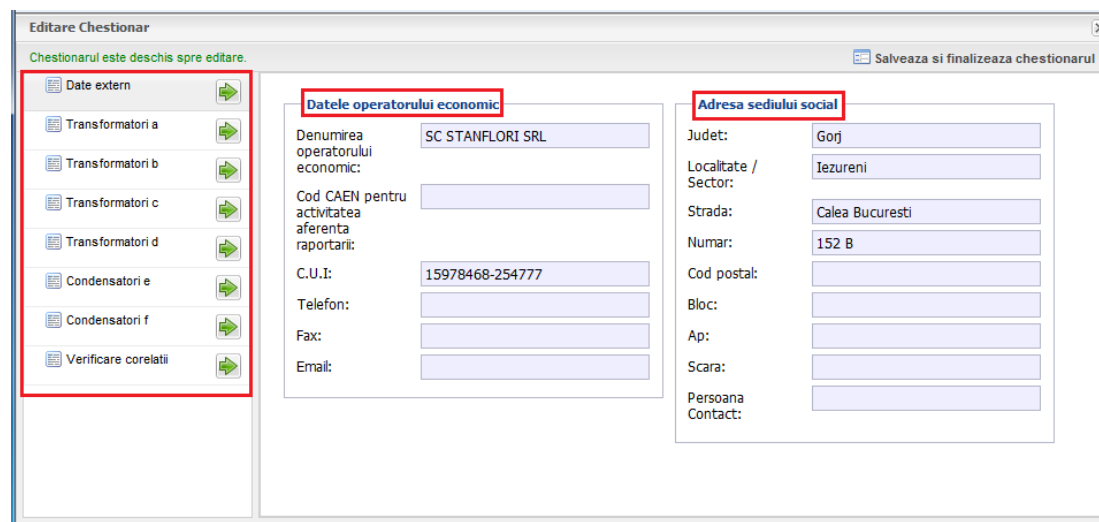 Editare Chestionar
Chestionarul este deschis spre editare.
Salveaza si finalizeaza chestionarul
Date extern
Transformatori a
Transformatori b
Transformatori c
Transformatori d
Condensatori e
Condensatori f
Verificare corelatii
Datele operatorului economic
Denumirea
operatorului
economic:
SC STANFLORI SRL
Cod CAEN pentru
activitatea
aferenta
raportarii:
C.U.I:
15978468-254777
Telefon:
Fax:
Email:
Adresa sediului social
Judet:
Gorj
Localitate /
Sector:
Iezureni
Strada:
Calea Bucuresti
Numar:
152 B
Cod postal:
Bloc:
Ap:
Scara:
Persoana
Contact: